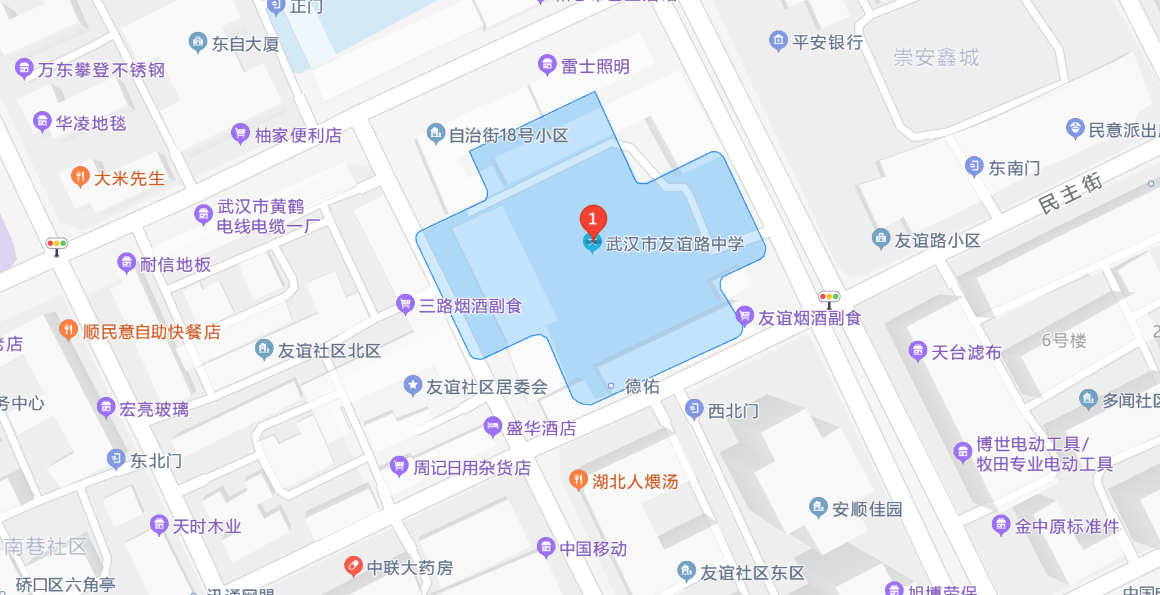 正门
东自大厦
平安银行
崇安鑫城
万东攀登不锈钢
雷士照明
华凌地毯
柚家便利店
自治街18号小区
民意派出
大米先生
东南门
民主街
武汉市黄鹤
电线电缆一厂
1
武汉市友谊路中学
友谊路小区
耐信地板
三路烟酒副食
友谊烟酒副食
顺民意自助快餐店
店
友谊社区北区
天台滤布
6号楼
2
友谊社区居委会
德佑
务中心
宏亮玻璃
西北门
多闻社区
盛华酒店
博世电动工具/
牧田专业电动工具
东北门
周记日用杂货店
湖北人煨汤
安顺佳园
天时木业
金中原标准件
南巷社区
中国移动
中联大药房
友谊社区东区
硚口区六角亭
旭博劳保